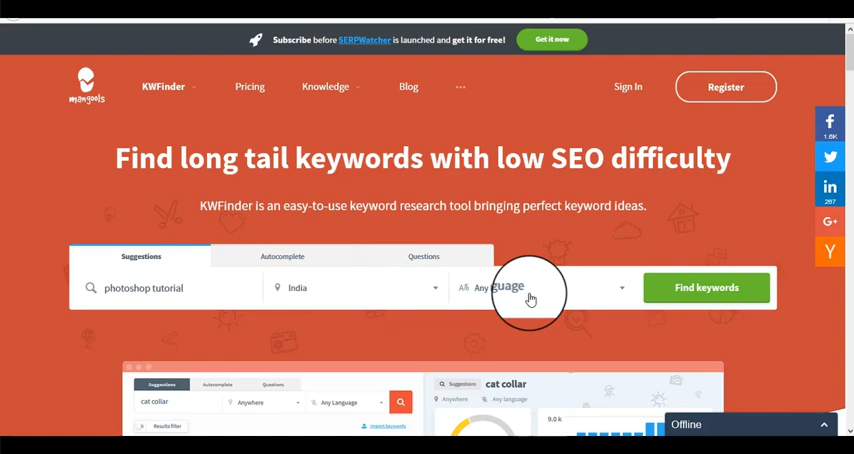 Subscribe before SERPWatcher is launched and get it for free!
Get it now
mangools
KWFinder
Pricing
Knowledge
Blog
...
Sign In
Register
1.6K
in
267
G+
Y
Find long tail keywords with low SEO difficulty
KWFinder is an easy-to-use keyword research tool bringing perfect keyword ideas.
Suggestions
Autocomplete
Questions
photoshop tutorial
India
Any language
Find keywords
Suggestions
Autocomplete
Questions
cat collar
Anywhere
Any Language
Results filter
Import keywords
Suggestions
cat collar
Anywhere
Any language
9.0 k
Offline